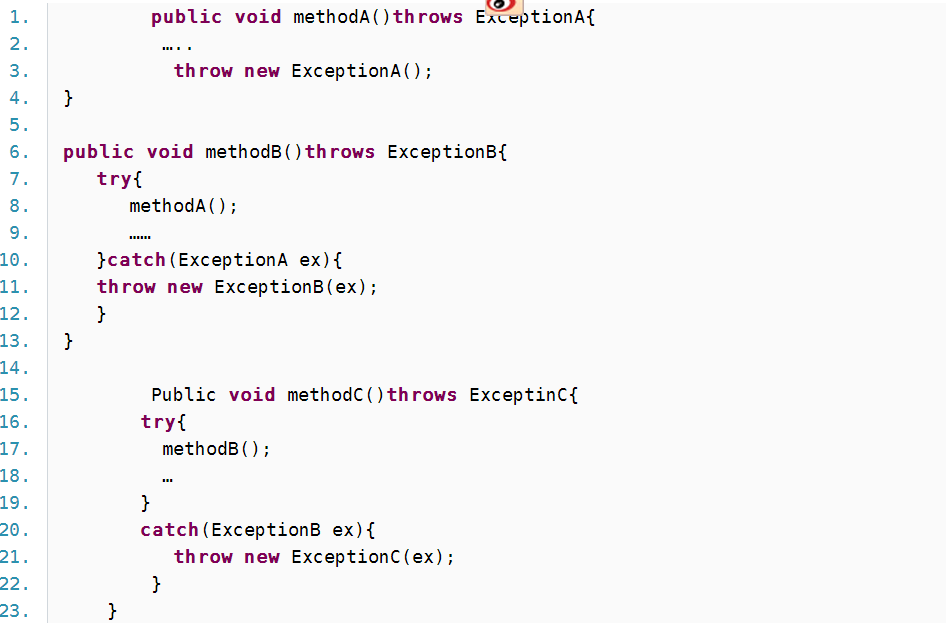 1. public void methodA()throws ExceptionA{
2. …..
3. throw new ExceptionA();
4. }
5.
6. public void methodB()throws ExceptionB{
7. try{
8. methodA();
9. ……
10. }catch(ExceptionA ex){
11. throw new ExceptionB(ex);
12. }
13. }
14.
15. Public void methodC()throws ExceptinC{
16. try{
17. methodB();
18. …
19. }
20. catch(ExceptionB ex){
21. throw new ExceptionC(ex);
22. }
23. }